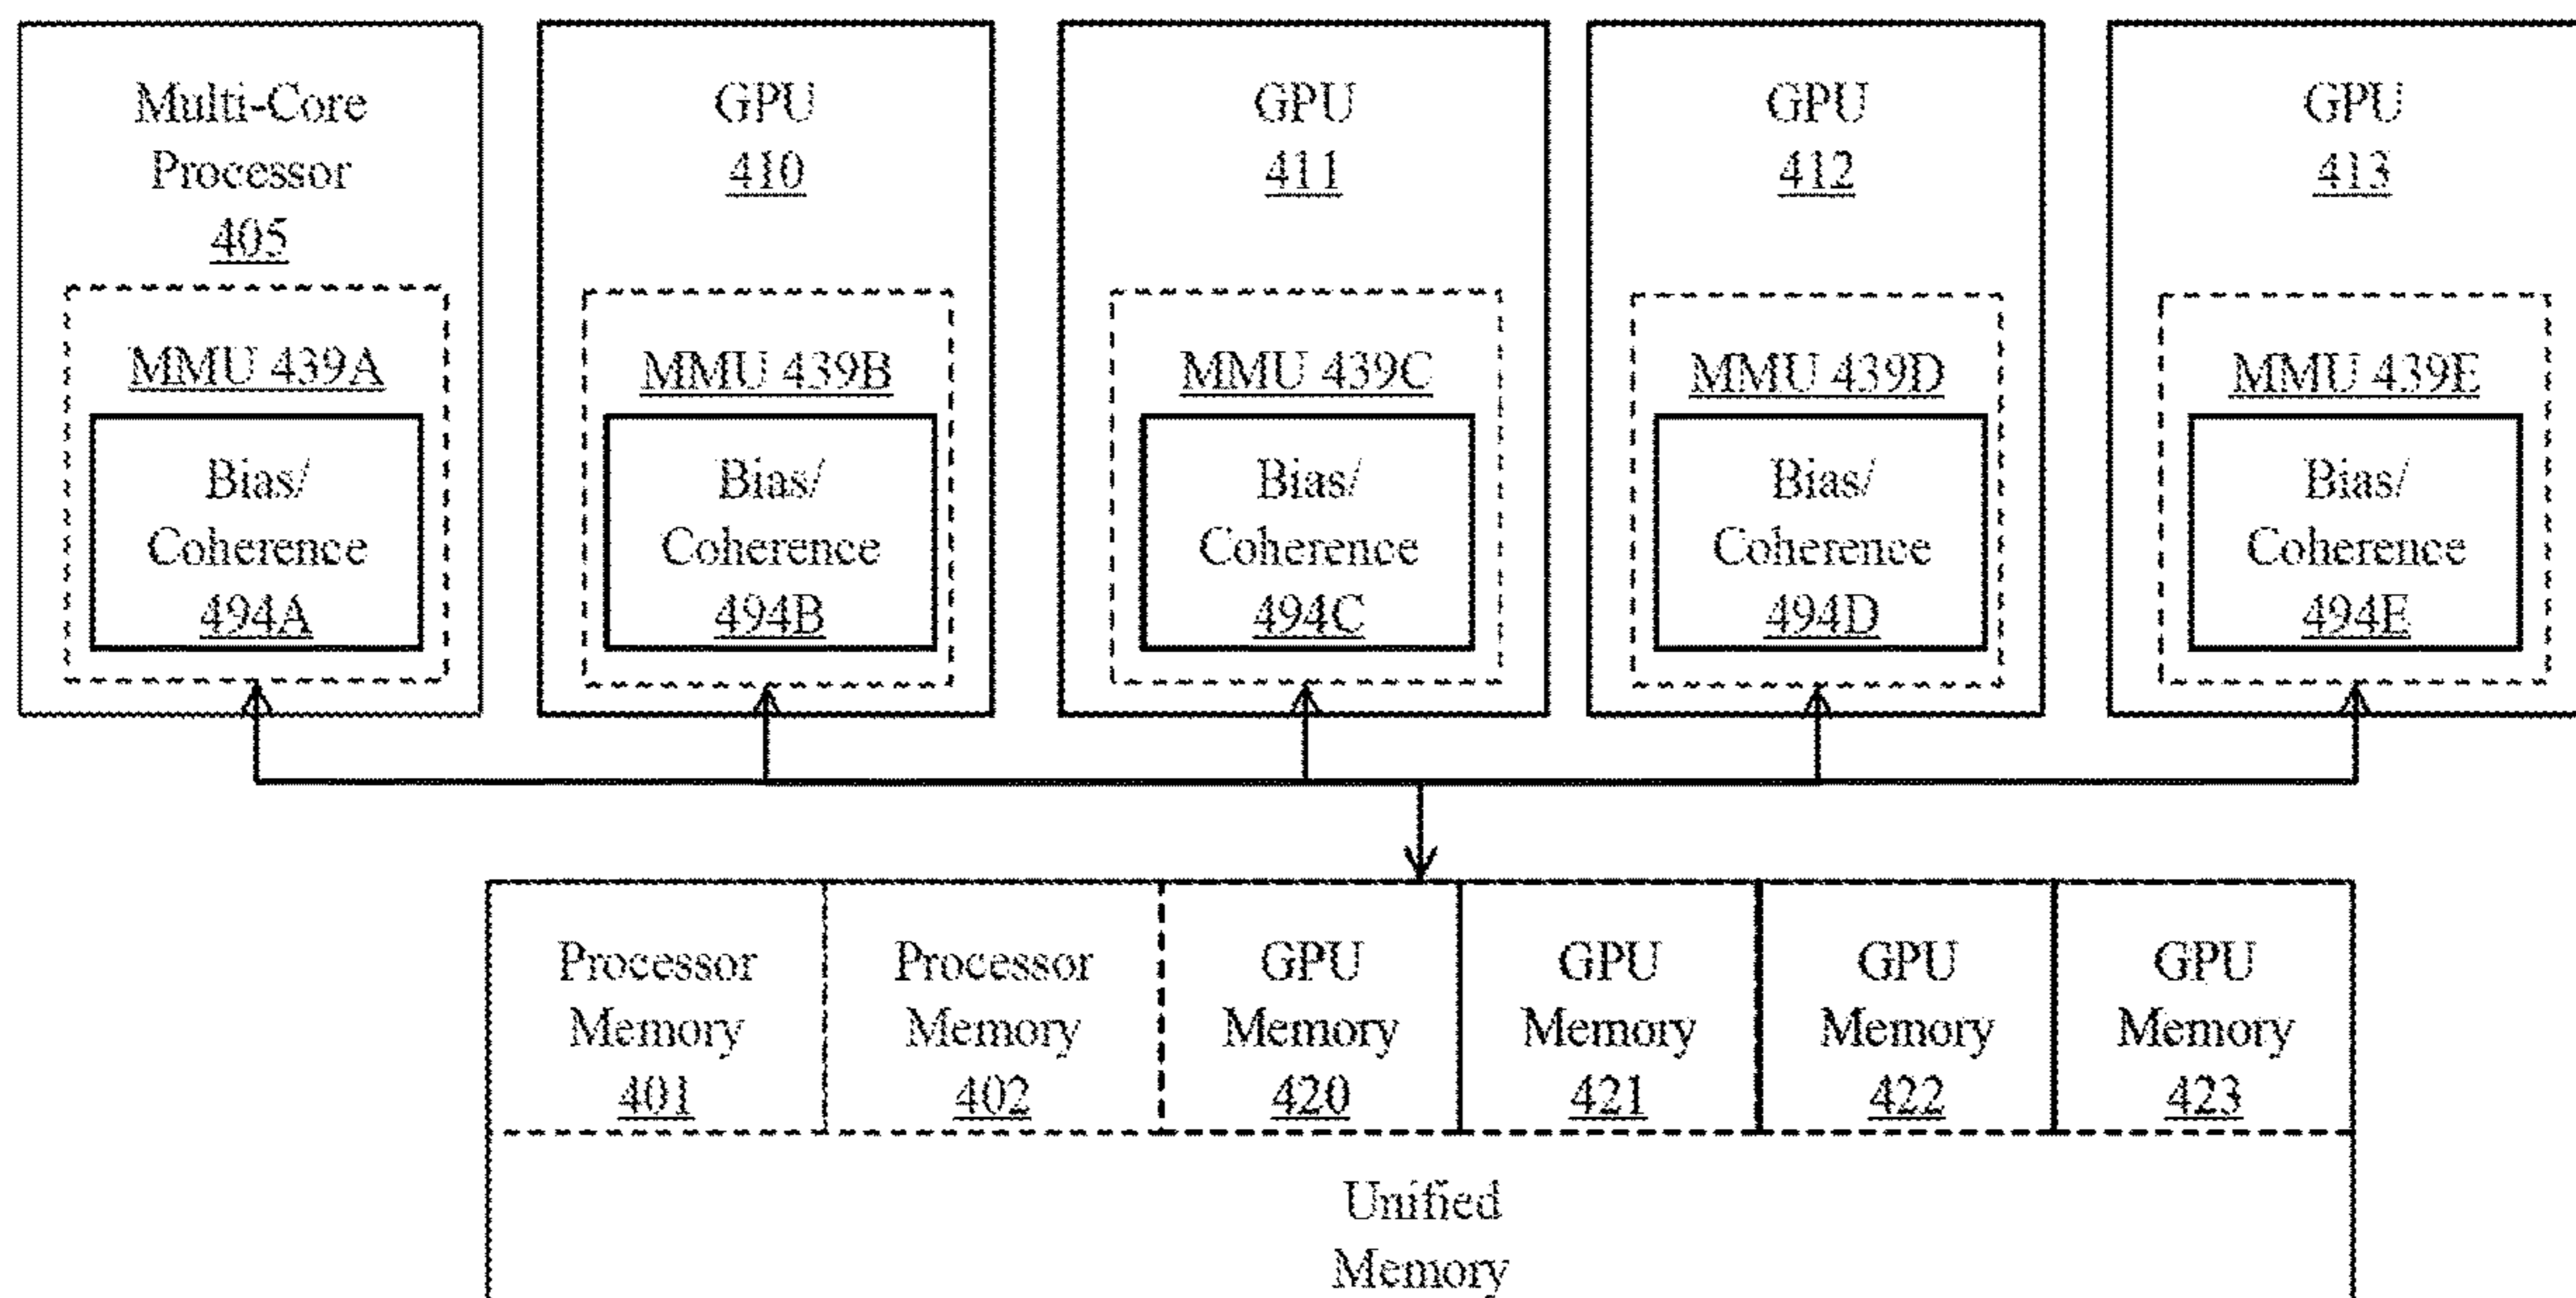 Multi-Core
Processor
405
MMU 439A
Bias/
Coherence
494A
GPU
410
MMU 439B
Bias/
Coherence
494B
GPU
411
MMU 439C
Bias/
Coherence
494C
GPU
412
MMU 439D
Bias/
Coherence
494D
GPU
413
MMU 439E
Bias/
Coherence
494E
Processor
Memory
401
Processor
Memory
402
GPU
Memory
420
GPU
Memory
421
GPU
Memory
422
GPU
Memory
423
Unified
Memory